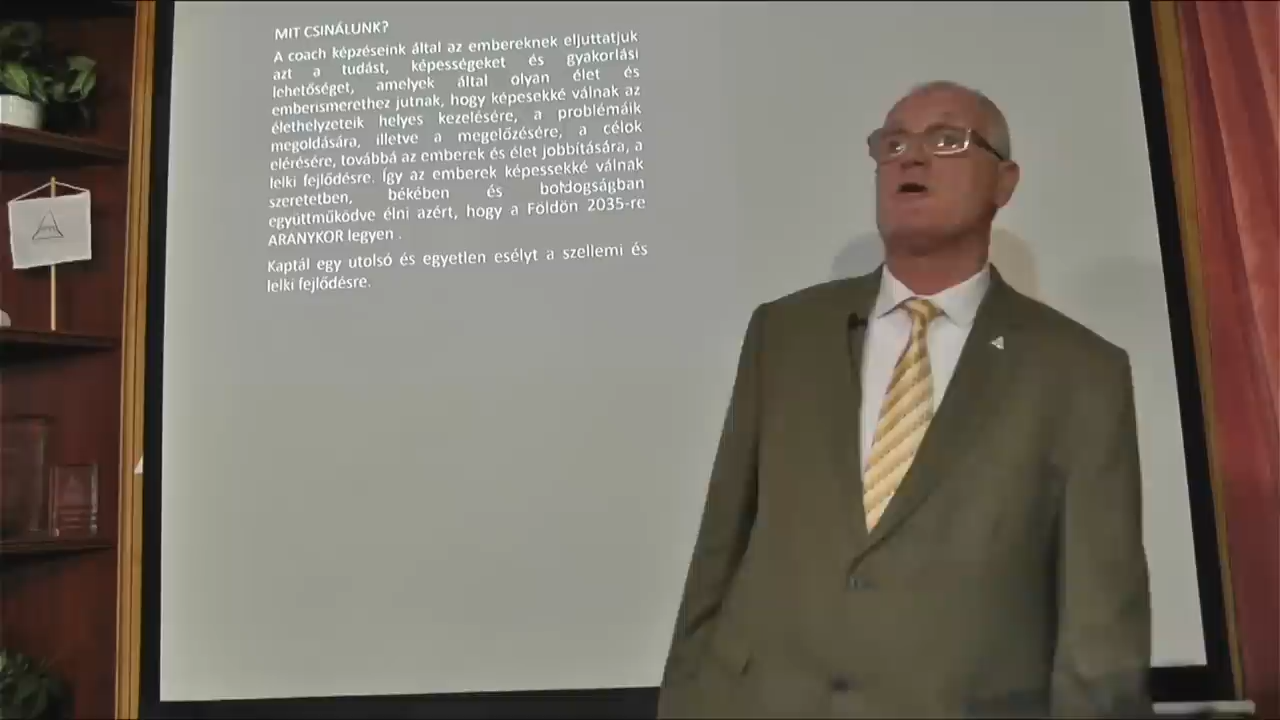 MIT CSINÁLUNK?
A coach képzéseink által az embereknek eljuttatjuk
azt a tudást, képességeket és gyakorlási
lehetőséget, amelyek által olyan élet és
emberismerethez jutnak, hogy képesekké válnak az
élethelyzeteik helyes kezelésére, a problémáik
megoldására, illetve a megelőzésére, a célok
elérésére, továbbá az emberek és élet jobbítására, a
lelki fejlődésre. Így az emberek képessekké válnak
szeretetben, békében és boldogságban
együttműködve élni azért, hogy a Földön 2035-re
ARANYKOR legyen .
Kaptál egy utolsó és egyetlen esélyt a szellemi és
lelki fejlődésre.